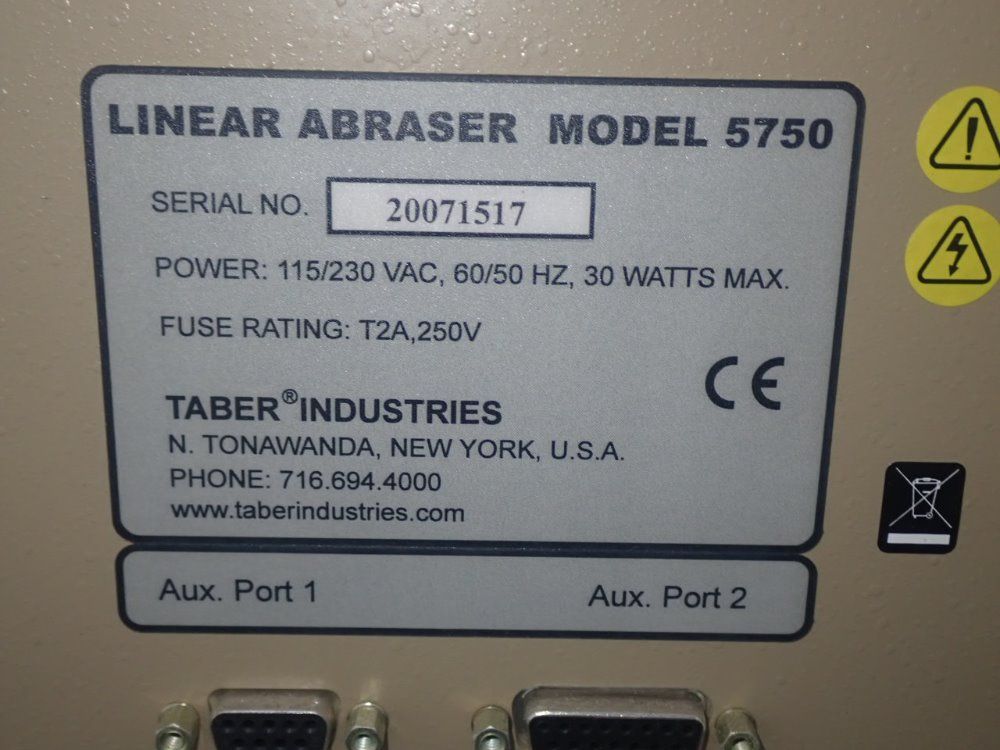 LINEAR ABRASER MODEL 5750
SERIAL NO. 20071517
POWER: 115/230 VAC, 60/50 HZ, 30 WATTS MAX.
FUSE RATING: T2A,250V
CE
TABER® INDUSTRIES
N. TONAWANDA, NEW YORK, U.S.A.
PHONE: 716.694.4000
www.taberindustries.com
Aux. Port 1 Aux. Port 2